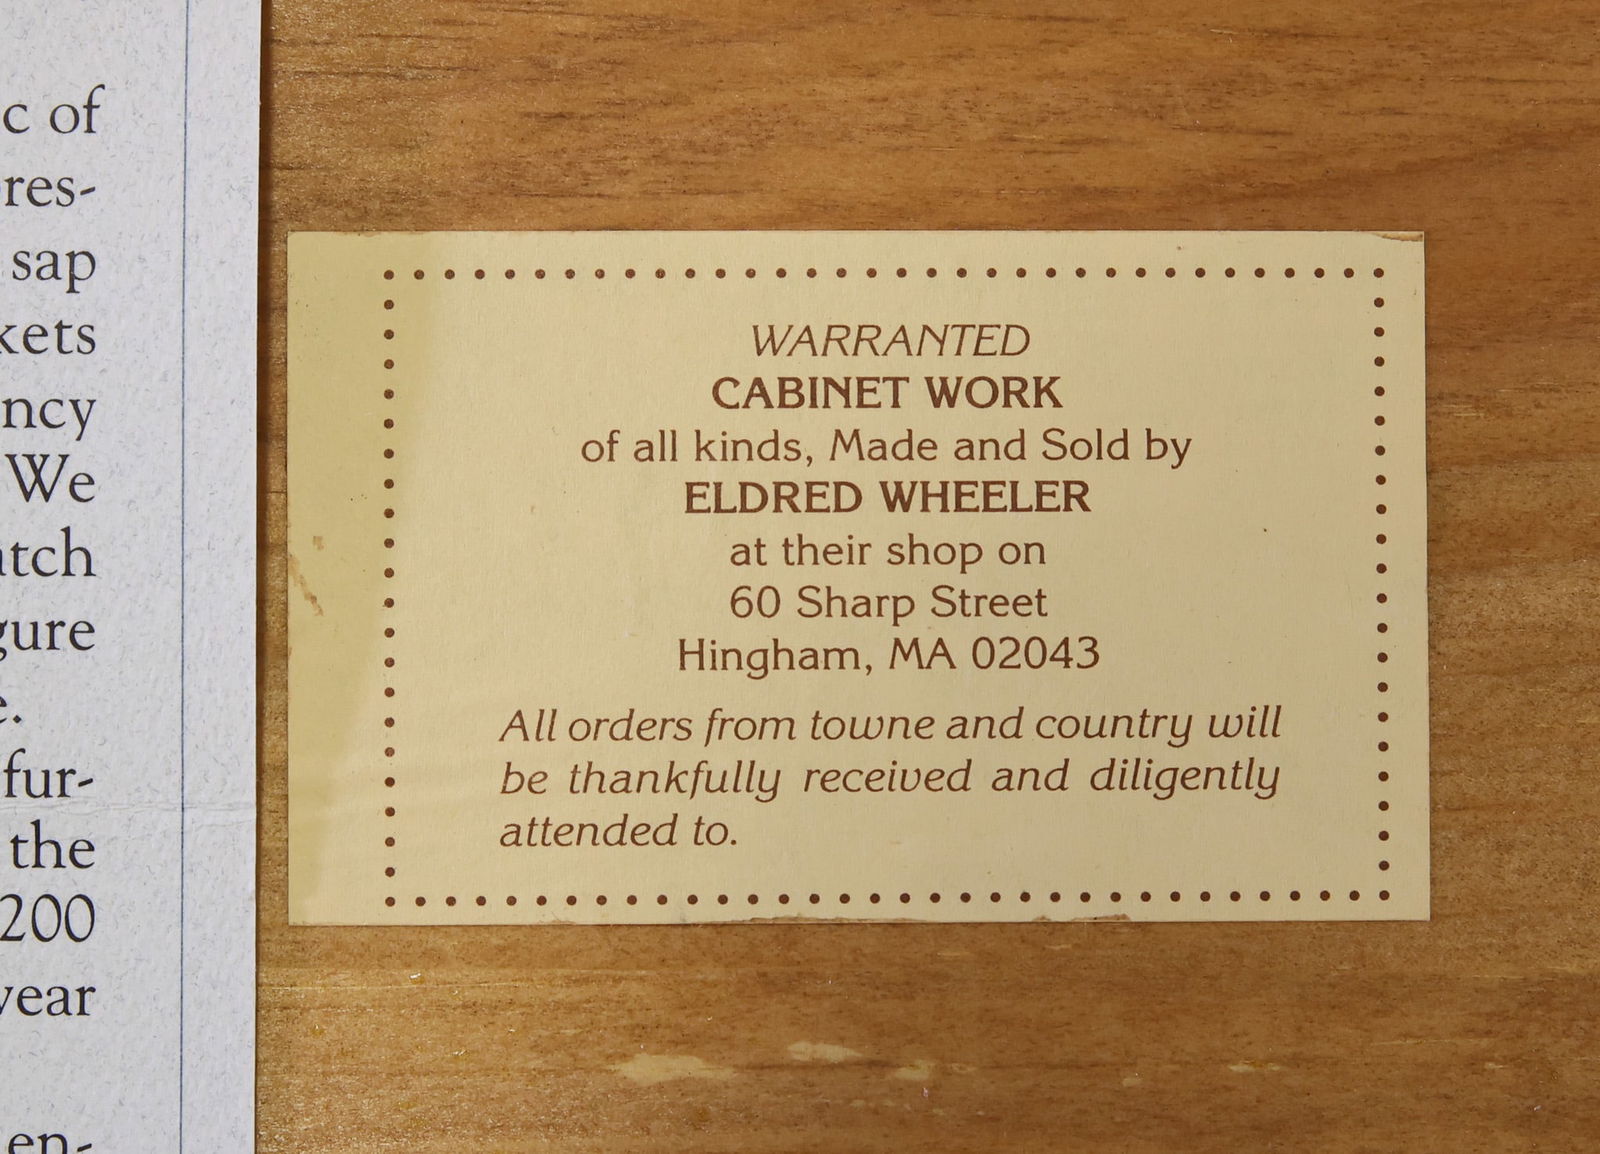 c of
res-
sap
kets
ncy
We
atch
gure
e.
fur-
the
200
year
en-
WARRANTED
CABINET WORK
of all kinds, Made and Sold by
ELDRED WHEELER
at their shop on
60 Sharp Street
Hingham, MA 02043
All orders from towne and country will
be thankfully received and diligently
attended to.